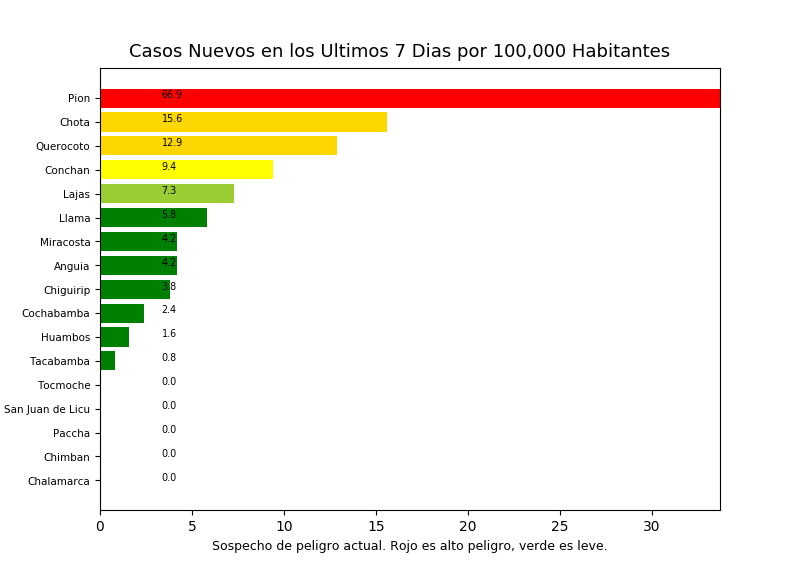 Casos Nuevos en los Ultimos 7 Dias por 100,000 Habitantes
Pion 66.9
Chota 15.6
Querocoto 12.9
Conchan 9.4
Lajas 7.3
Llama 5.8
Miracosta 4.2
Anguia 4.2
Chiguirip 3.8
Cochabamba 2.4
Huambos 1.6
Tacabamba 0.8
Tocmoche 0.0
San Juan de Licu 0.0
Paccha 0.0
Chimban 0.0
Chalamarca 0.0
0 5 10 15 20 25 30
Sospecho de peligro actual. Rojo es alto peligro, verde es leve.